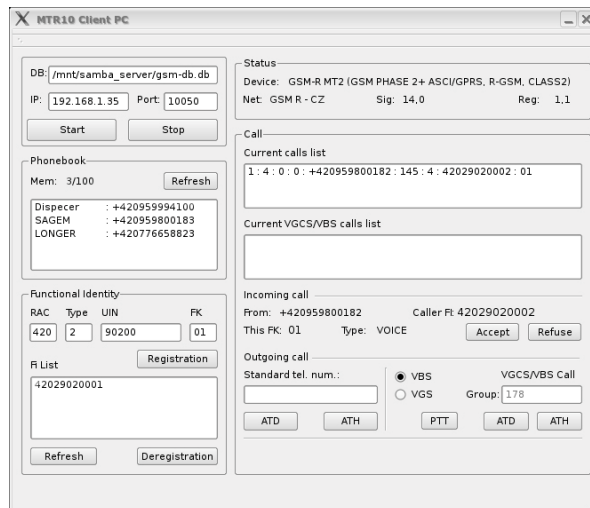 MTR10 Client PC
DB: /mnt/samba_server/gsm-db.db
IP: 192.168.1.35 Port: 10050
Start Stop
Phonebook
Mem: 3/100 Refresh
Dispecer : +420959994100
SAGEM : +420959800183
LONGER : +420776658823
Functional Identity
RAC Type UIN FK
420 2 90200 01
Registration
Fi List
42029020001
Refresh Deregistration
Status
Device: GSM-R MT2 (GSM PHASE 2+ ASCI/GPRS, R-GSM, CLASS2)
Net: GSM R - CZ Sig: 14,0 Reg: 1,1
Call
Current calls list
1 : 4 : 0 : 0 : +420959800182 : 145 : 4 : 42029020002 : 01
Current VGCS/VBS calls list
Incoming call
From: +420959800182 Caller FI: 42029020002
This FK: 01 Type: VOICE Accept Refuse
Outgoing call
Standard tel. num.: VBS VGCS/VBS Call
VGS Group: 178
ATD ATH PTT ATD ATH